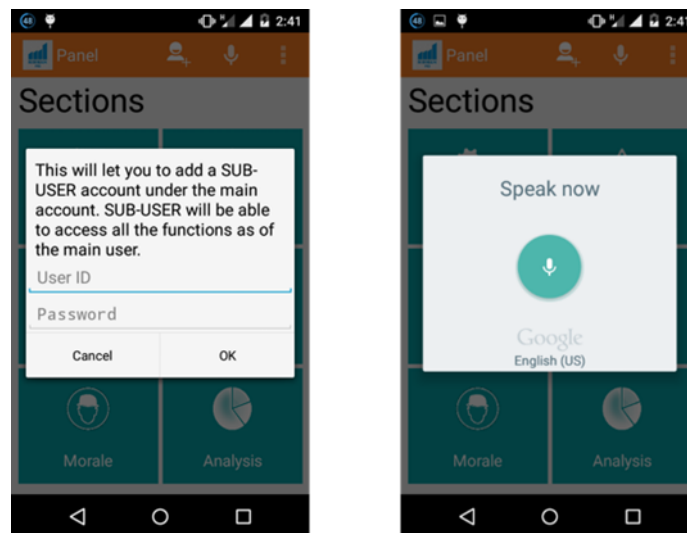 48
2:41
Panel
Sections
This will let you to add a SUB-
USER account under the main
account. SUB-USER will be able
to access all the functions as of
the main user.
User ID
Password
Cancel OK
Morale Analysis
48
2:41
Panel
Sections
Speak now
Google
English (US)
Morale Analysis